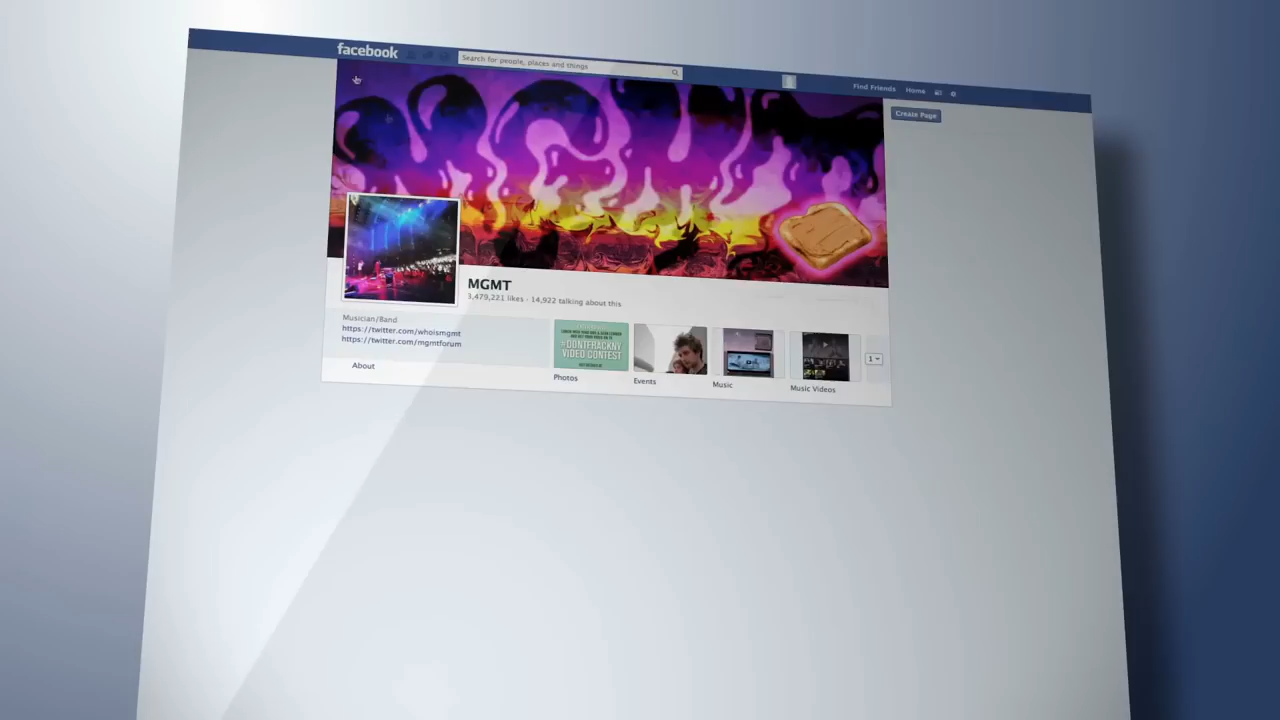 facebook
Search for people, places and things
Find Friends
Home
Create Page
MGMT
3,479,221 likes · 14,922 talking about this
Musician/Band
https://twitter.com/whoismgmt
https://twitter.com/mgmtforum
About
#DONTFRACKNY
VIDEO CONTEST
Photos
Events
Music
Music Videos
1